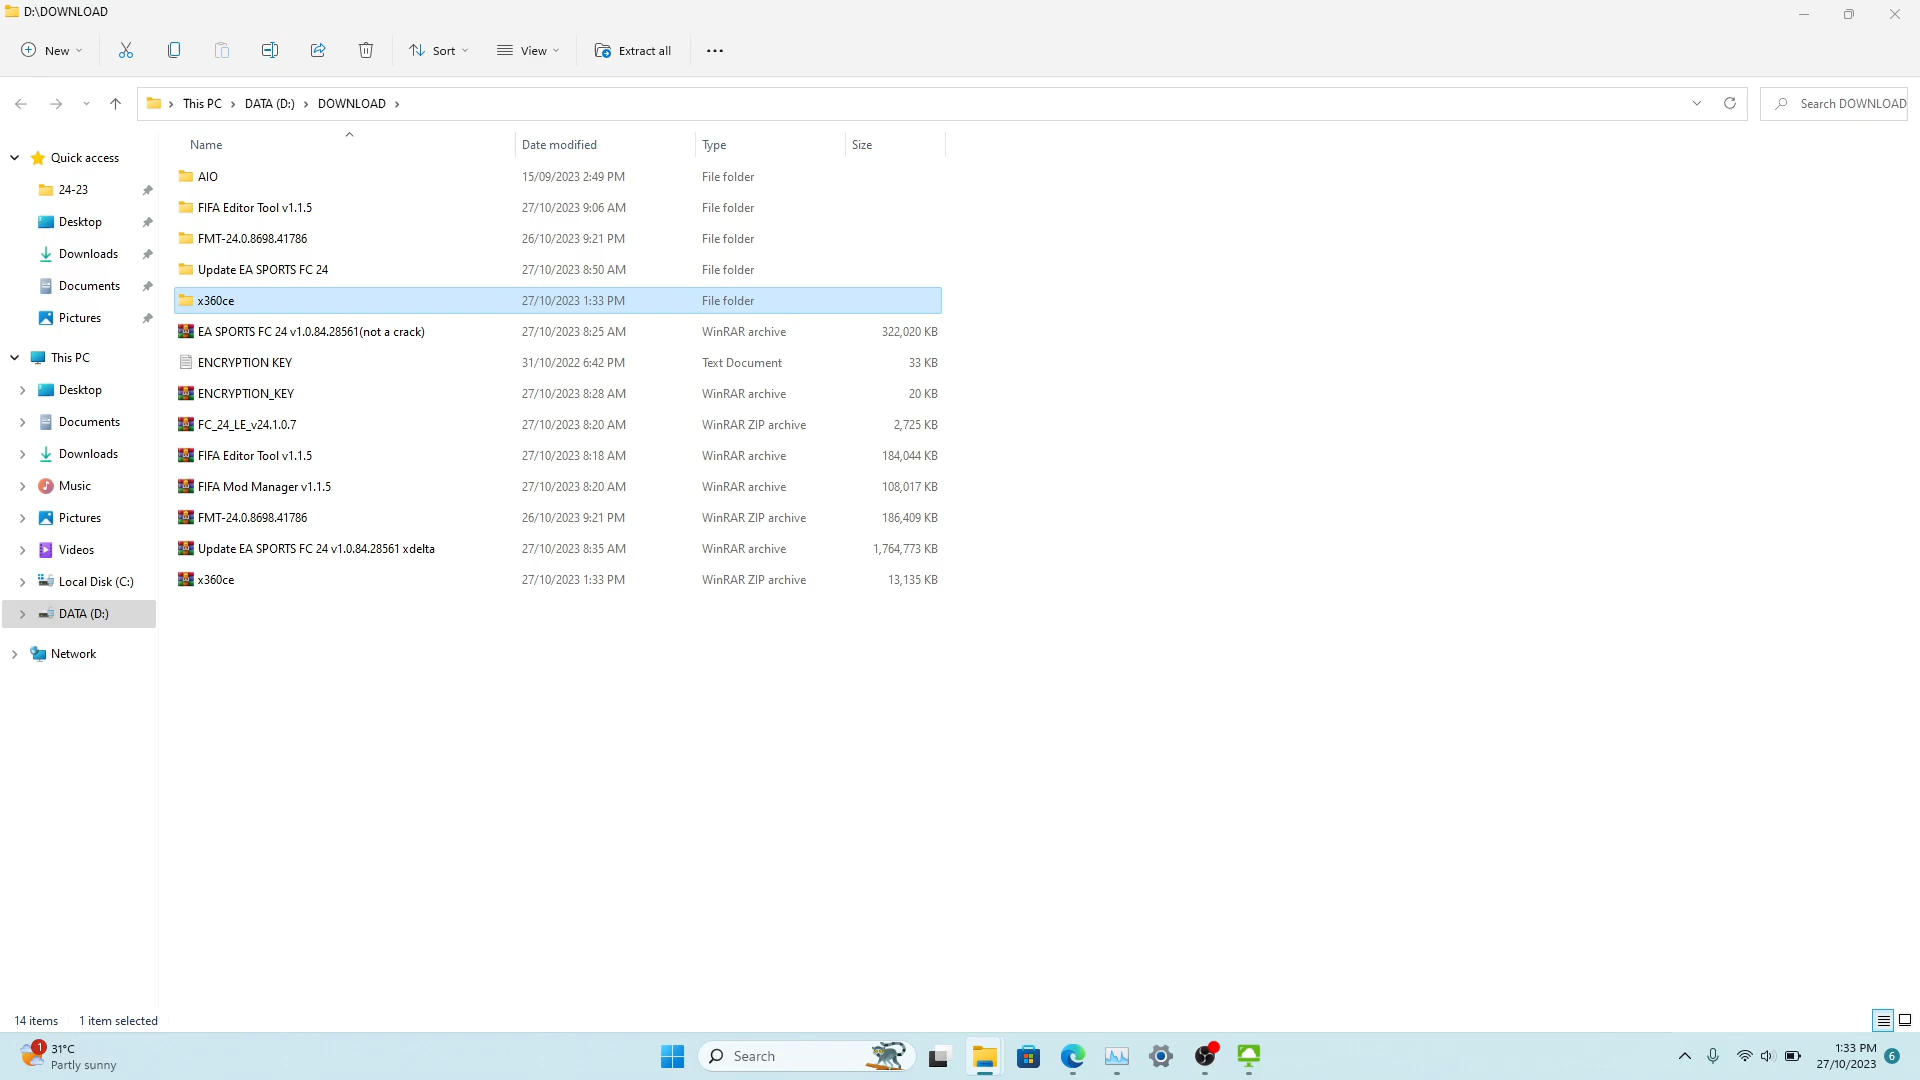 D:\DOWNLOAD
New Sort View Extract all
This PC DATA (D:) DOWNLOAD Search DOWNLOAD
Name Date modified Type Size
Quick access
24-23
Desktop
Downloads
Documents
Pictures
This PC
Desktop
Documents
Downloads
Music
Pictures
Videos
Local Disk (C:)
DATA (D:)
Network
AIO 15/09/2023 2:49 PM File folder
FIFA Editor Tool v1.1.5 27/10/2023 9:06 AM File folder
FMT-24.0.8698.41786 26/10/2023 9:21 PM File folder
Update EA SPORTS FC 24 27/10/2023 8:50 AM File folder
x360ce 27/10/2023 1:33 PM File folder
EA SPORTS FC 24 v1.0.84.28561(not a crack) 27/10/2023 8:25 AM WinRAR archive 322,020 KB
ENCRYPTION KEY 31/10/2022 6:42 PM Text Document 33 KB
ENCRYPTION_KEY 27/10/2023 8:28 AM WinRAR archive 20 KB
FC_24_LE_v24.1.0.7 27/10/2023 8:20 AM WinRAR ZIP archive 2,725 KB
FIFA Editor Tool v1.1.5 27/10/2023 8:18 AM WinRAR archive 184,044 KB
FIFA Mod Manager v1.1.5 27/10/2023 8:20 AM WinRAR archive 108,017 KB
FMT-24.0.8698.41786 26/10/2023 9:21 PM WinRAR ZIP archive 186,409 KB
Update EA SPORTS FC 24 v1.0.84.28561 xdelta 27/10/2023 8:35 AM WinRAR archive 1,764,773 KB
x360ce 27/10/2023 1:33 PM WinRAR ZIP archive 13,135 KB
14 items 1 item selected
1 31°C
Partly sunny
Search
1:33 PM
27/10/2023 6